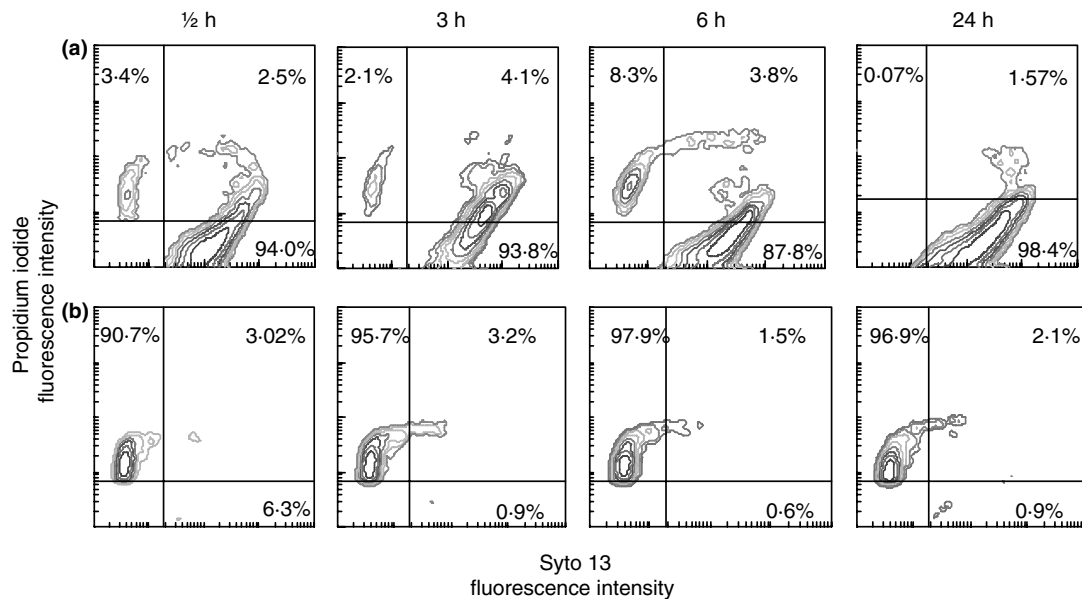 ½ h 3 h 6 h 24 h
(a)
3·4% 2·5% 2·1% 4·1% 8·3% 3·8% 0·07% 1·57%
94·0% 93·8% 87·8% 98·4%
Propidium iodide
fluorescence intensity
(b)
90·7% 3·02% 95·7% 3·2% 97·9% 1·5% 96·9% 2·1%
6·3% 0·9% 0·6% 0·9%
Syto 13
fluorescence intensity